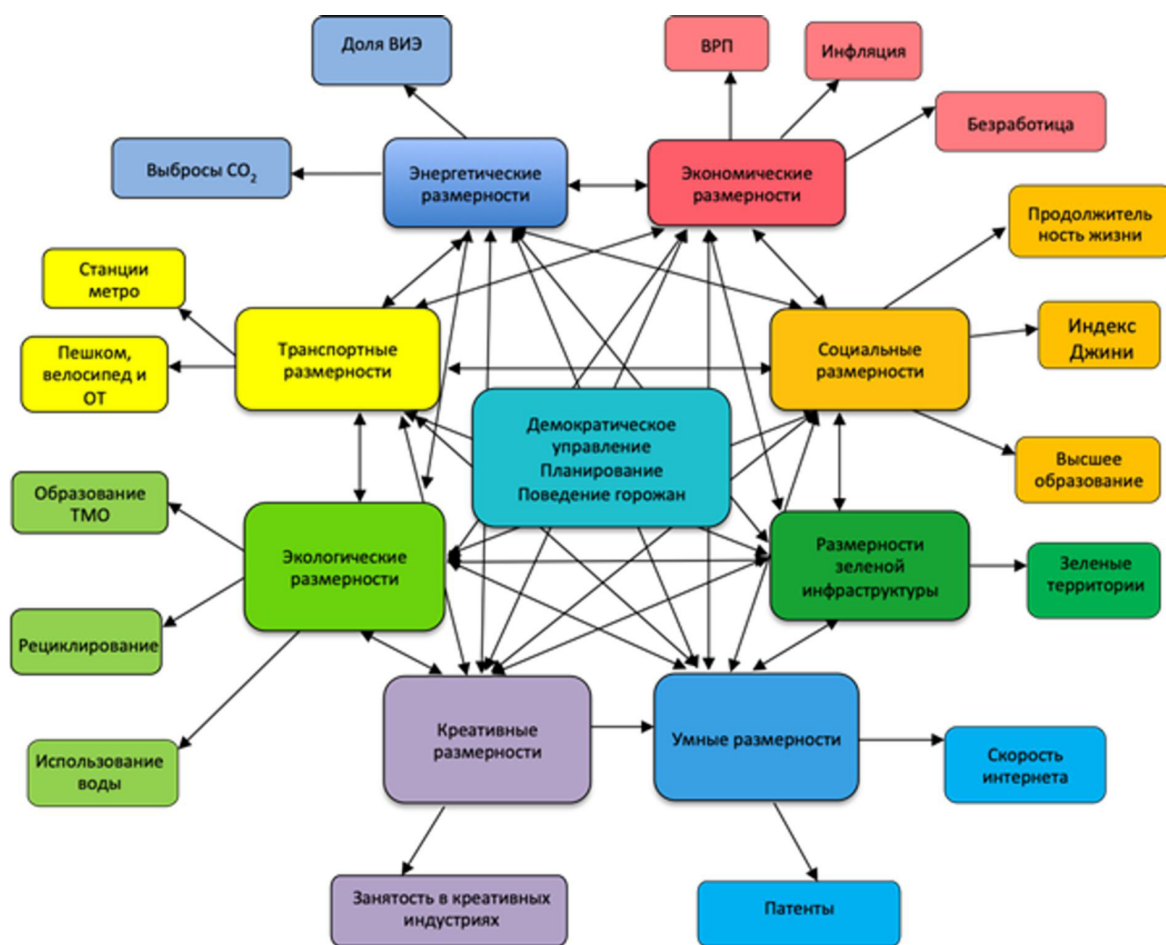 Доля ВИЭ
ВРП
Инфляция
Безработица
Выбросы CO₂
Энергетические
размерности
Экономические
размерности
Продолжитель
ность жизни
Станции
метро
Транспортные
размерности
Социальные
размерности
Индекс
Джини
Пешком,
велосипед и
ОТ
Демократическое
управление
Планирование
Поведение горожан
Высшее
образование
Образование
ТМО
Экологические
размерности
Размерности
зеленой
инфраструктуры
Зеленые
территории
Рециклирование
Креативные
размерности
Умные размерности
Использование
воды
Скорость
интернета
Занятость в креативных
индустриях
Патенты